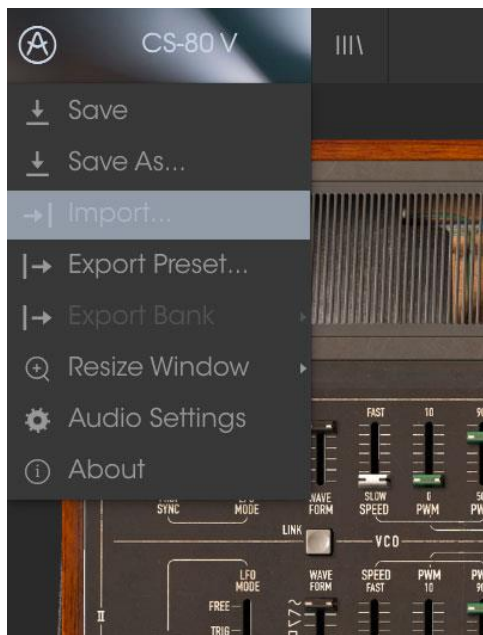 CS-80 V
Save
Save As...
Import...
Export Preset...
Export Bank
Resize Window
Audio Settings
About
FAST 10
SYNC MODE WAVE FORM SLOW SPEED 0 PWM
LINK
VCO
LFO MODE WAVE FORM SPEED FAST PWM 10
FREE
TRIG
II